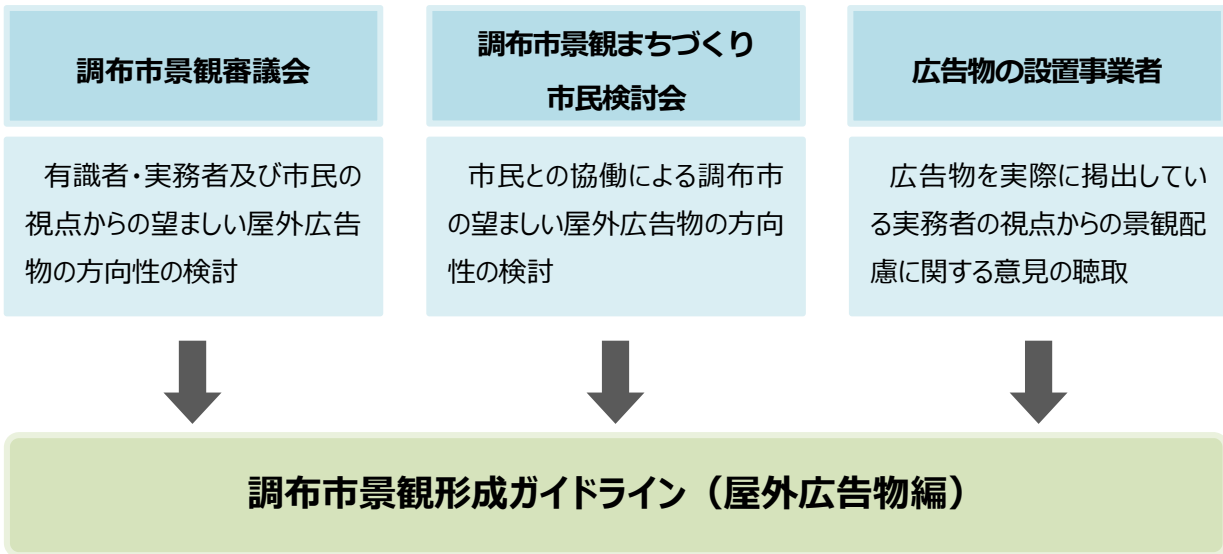 調布市景観審議会
有識者・実務者及び市民の
視点からの望ましい屋外広告
物の方向性の検討
調布市景観まちづくり
市民検討会
市民との協働による調布市
の望ましい屋外広告物の方向
性の検討
広告物の設置事業者
広告物を実際に掲出してい
る実務者の視点からの景観配
慮に関する意見の聴取
調布市景観形成ガイドライン（屋外広告物編）